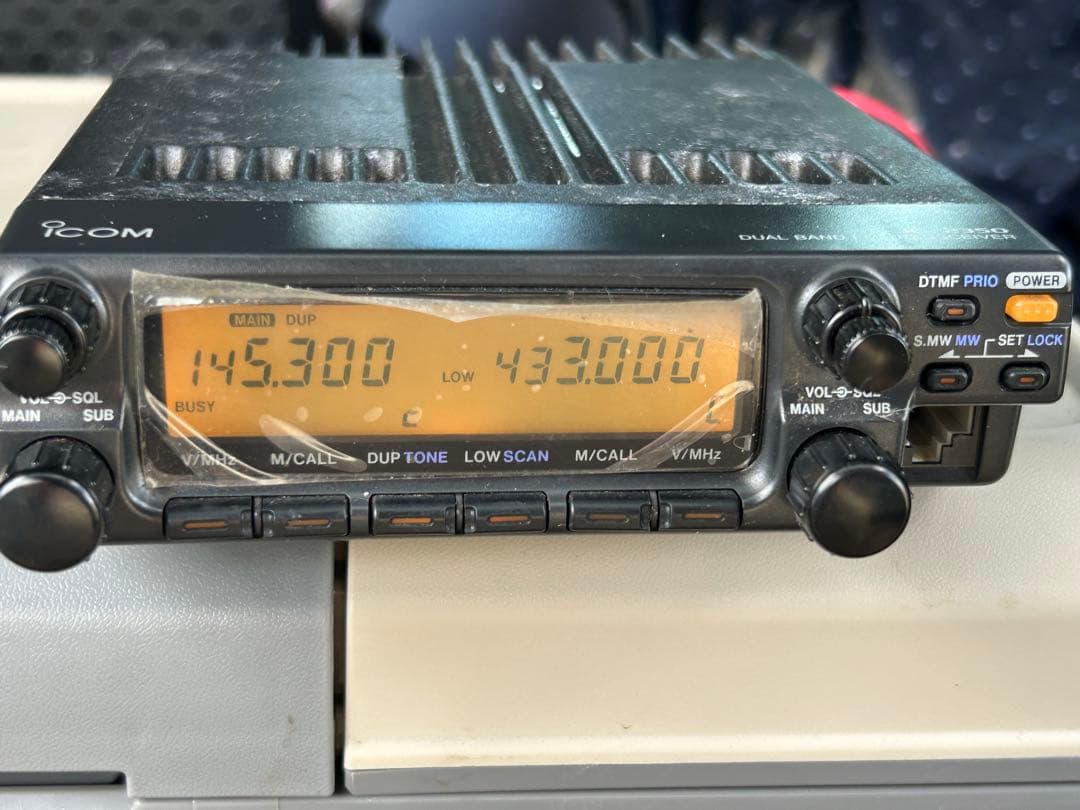 ICOM
DUAL BAND
DTMF PRIO POWER
MAIN DUP
145.300 LOW 433.000
BUSY
C C
S.MW MW SET LOCK
VOL SQL
MAIN SUB
VOL SQL
MAIN SUB
V/MHz M/CALL DUP TONE LOW SCAN M/CALL V/MHz